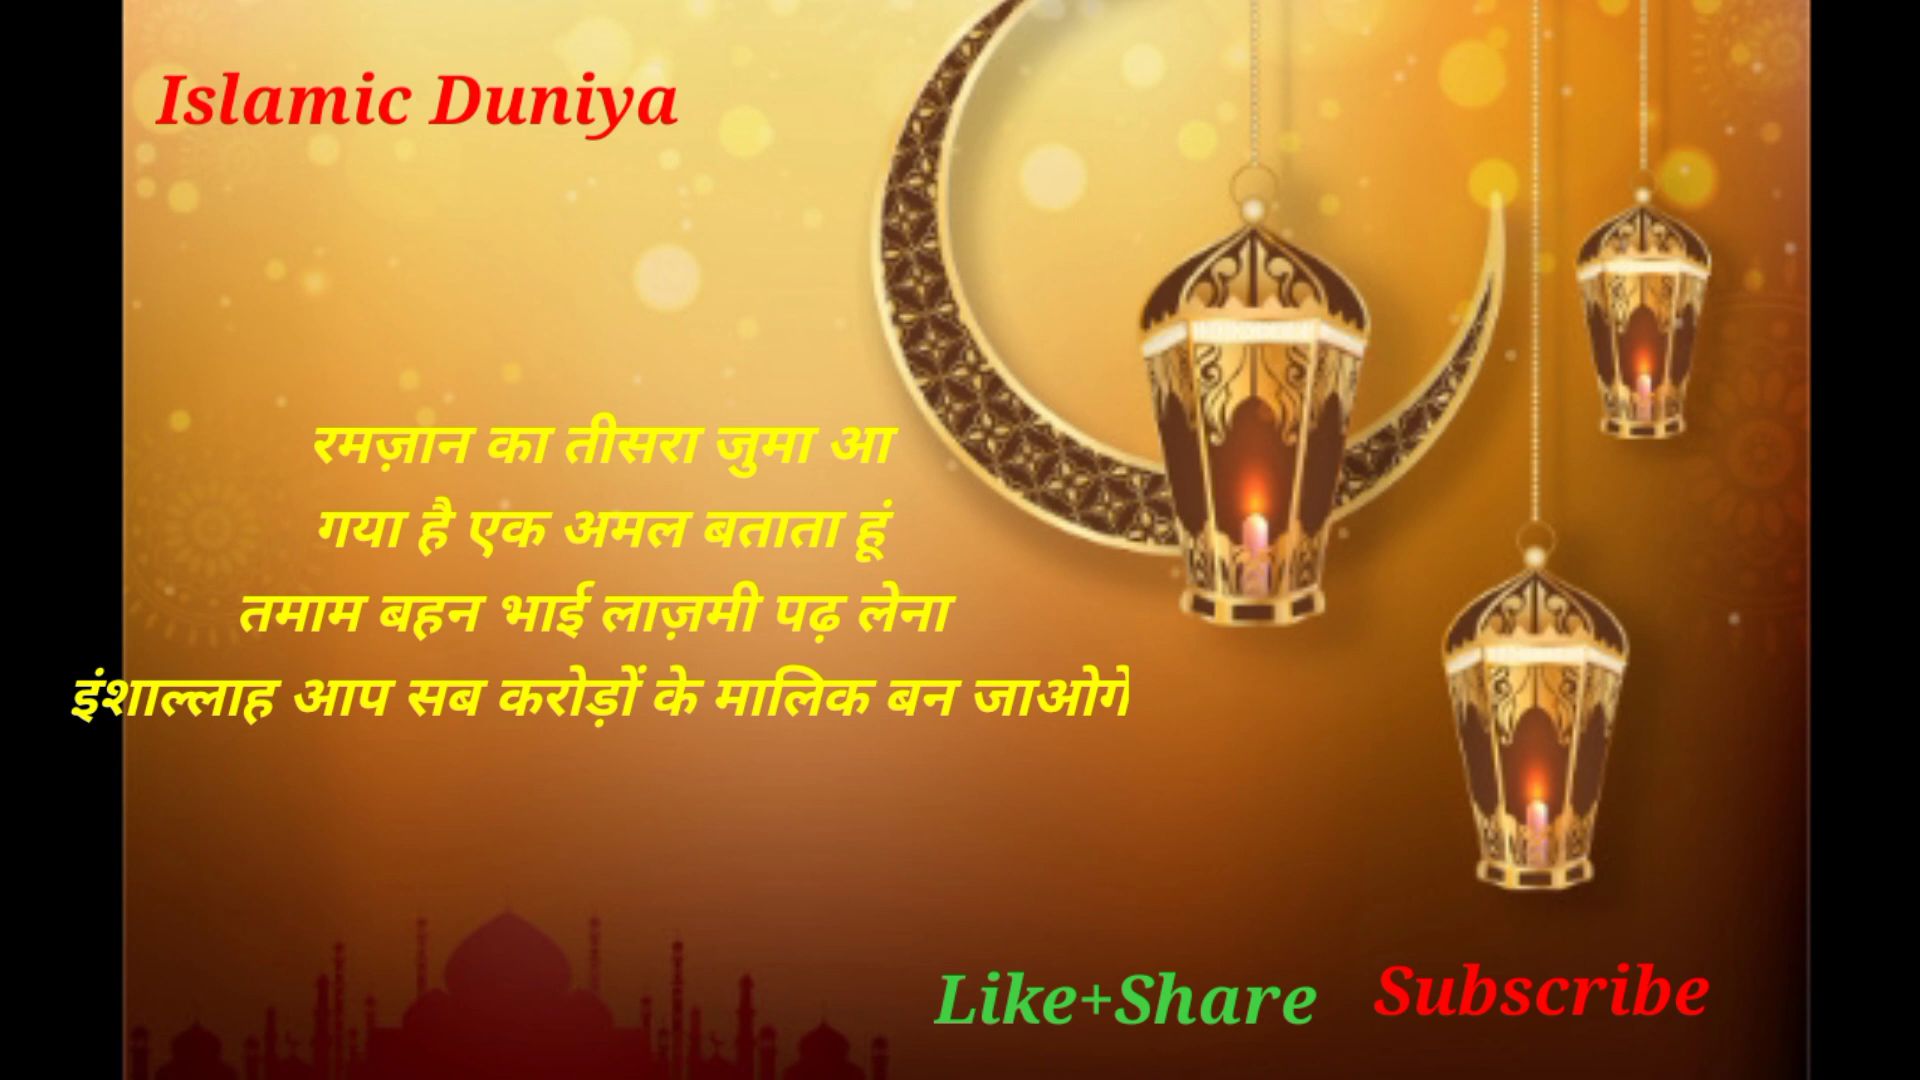 Islamic Duniya
रमज़ान का तीसरा जुमा आ
गया है एक अमल बताता हूं
तमाम बहन भाई लाज़मी पढ़ लेना
इंशाल्लाह आप सब करोड़ों के मालिक बन जाओगे
Like+Share Subscribe